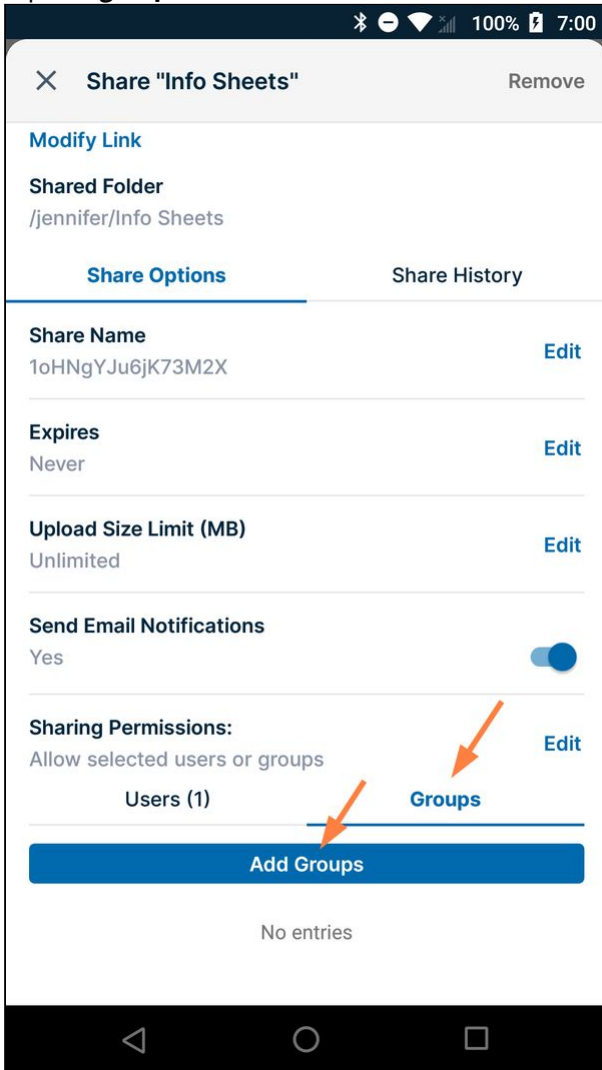 100% 7:00
Share "Info Sheets" Remove
Modify Link
Shared Folder
/jennifer/Info Sheets
Share Options Share History
Share Name
1oHNgYJu6jK73M2X Edit
Expires
Never Edit
Upload Size Limit (MB)
Unlimited Edit
Send Email Notifications
Yes
Sharing Permissions:
Allow selected users or groups Edit
Users (1) Groups
Add Groups
No entries